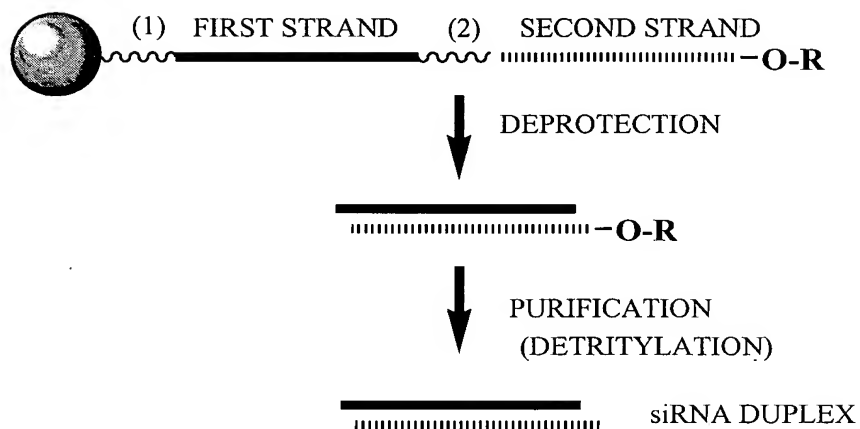 (1) FIRST STRAND (2) SECOND STRAND
O-R
DEPROTECTION
O-R
PURIFICATION
(DETRITYLATION)
siRNA DUPLEX